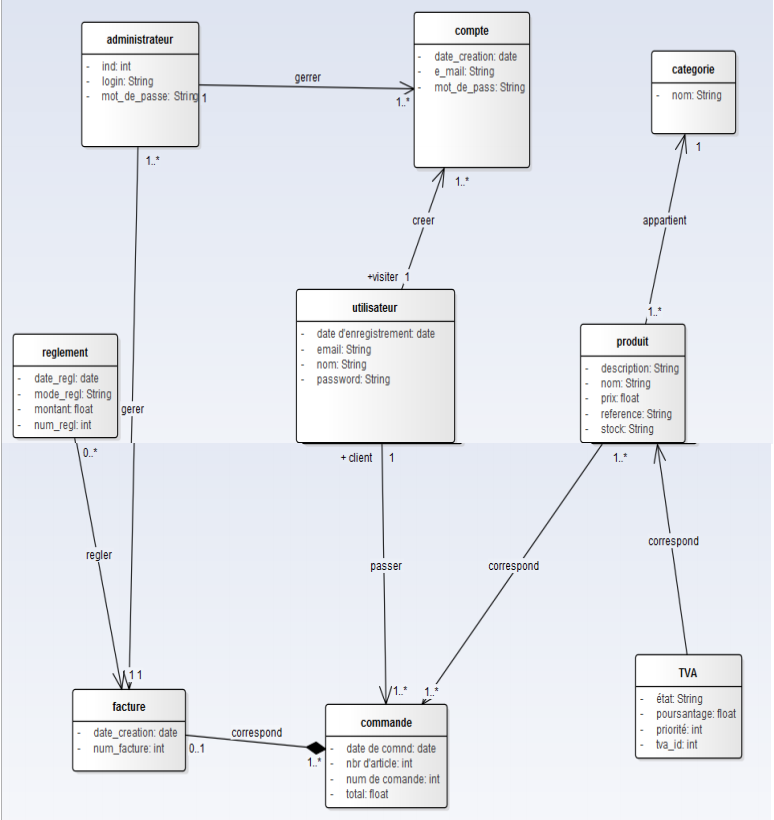 administrateur
- ind: int
- login: String
- mot_de_passe: String
1
1..*
gerrer
1..*
compte
- date_creation: date
- e_mail: String
- mot_de_pass: String
1..*
categorie
- nom: String
1
creer
appartient
+visiter 1
1..*
utilisateur
- date d'enregistrement: date
- email: String
- nom: String
- password: String
+ client 1
produit
- description: String
- nom: String
- prix: float
- reference: String
- stock: String
1..*
reglement
- date_regl: date
- mode_regl: String
- montant: float
- num_regl: int
0..*
gerer
regler
passer
correspond
correspond
1 1
1..*
1..*
facture
- date_creation: date
- num_facture: int
0..1
correspond
1..*
commande
- date de comnd: date
- nbr d'article: int
- num de comande: int
- total: float
TVA
- état: String
- poursantage: float
- priorité: int
- tva_id: int